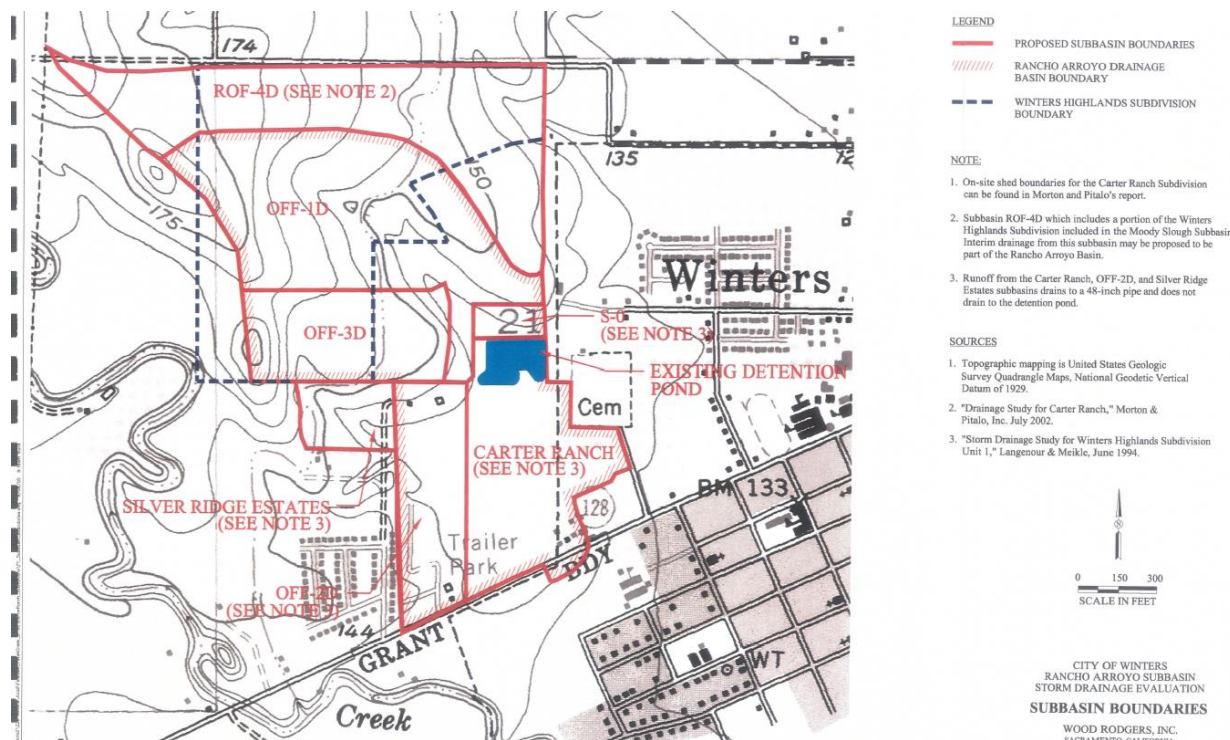 174
ROF-4D (SEE NOTE 2)
135
150
OFF-1D
175
Winters
21
S-0
(SEE NOTE 3)
OFF-3D
EXISTING DETENTION
POND
Cem
CARTER RANCH
(SEE NOTE 3)
BM 133
SILVER RIDGE ESTATES
(SEE NOTE 3)
128
Trailer
Park
BDY
OFF-2D
(SEE NOTE 3)
144
GRANT
WT
Creek
LEGEND
PROPOSED SUBBASIN BOUNDARIES
RANCHO ARROYO DRAINAGE
BASIN BOUNDARY
WINTERS HIGHLANDS SUBDIVISION
BOUNDARY
NOTE:
1. On-site shed boundaries for the Carter Ranch Subdivision
can be found in Morton and Pitalo's report.
2. Subbasin ROF-4D which includes a portion of the Winters
Highlands Subdivision included in the Moody Slough Subbasin
Interim drainage from this subbasin may be proposed to be
part of the Rancho Arroyo Basin.
3. Runoff from the Carter Ranch, OFF-2D, and Silver Ridge
Estates subbasins drains to a 48-inch pipe and does not
drain to the detention pond.
SOURCES
1. Topographic mapping is United States Geologic
Survey Quadrangle Maps, National Geodetic Vertical
Datum of 1929.
2. "Drainage Study for Carter Ranch," Morton &
Pitalo, Inc. July 2002.
3. "Storm Drainage Study for Winters Highlands Subdivision
Unit 1," Langenour & Meikle, June 1994.
N
0 150 300
SCALE IN FEET
CITY OF WINTERS
RANCHO ARROYO SUBBASIN
STORM DRAINAGE EVALUATION
SUBBASIN BOUNDARIES
WOOD RODGERS, INC.
SACRAMENTO, CALIFORNIA